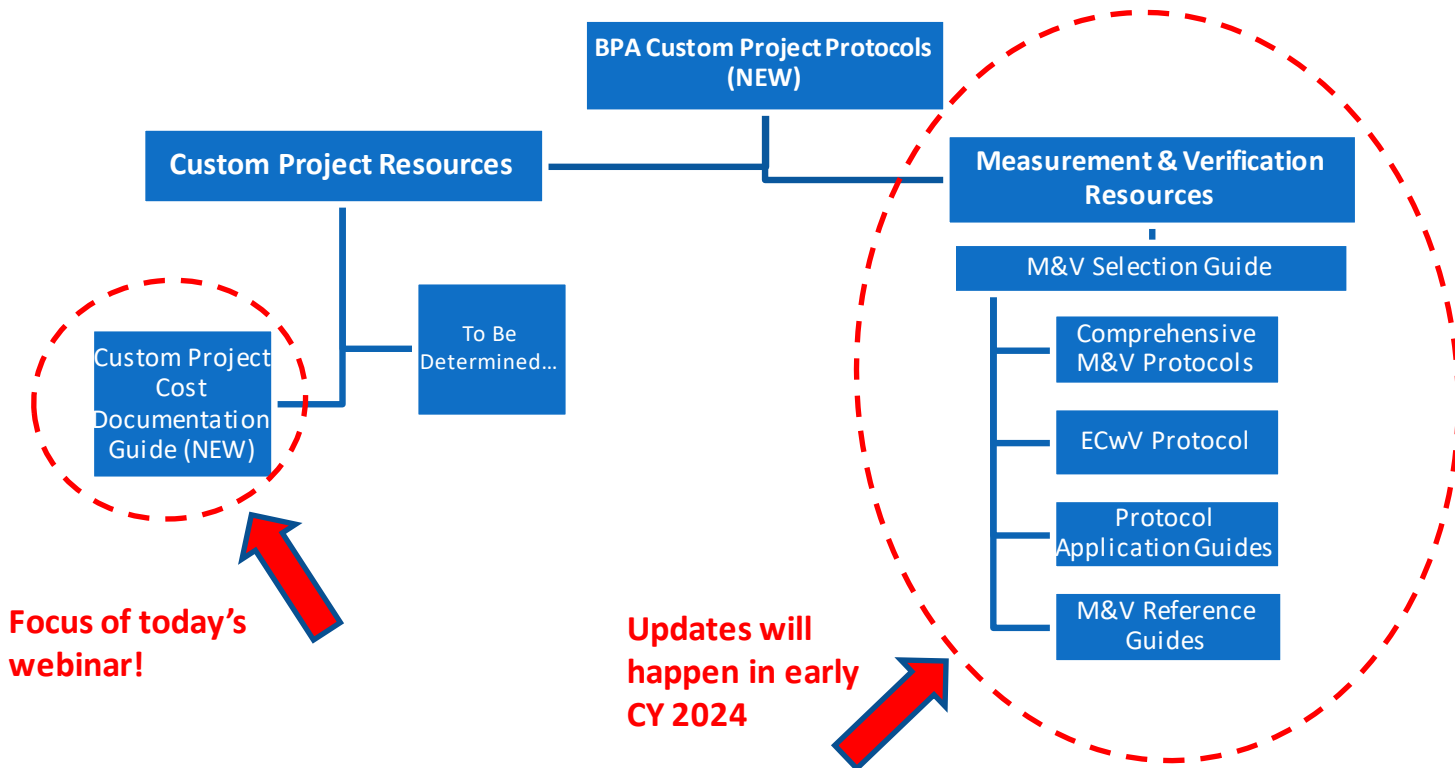 BPA Custom Project Protocols
(NEW)
Custom Project Resources
Measurement & Verification
Resources
M&V Selection Guide
Custom Project
Cost
Documentation
Guide (NEW)
To Be
Determined…
Comprehensive
M&V Protocols
ECwV Protocol
Protocol
Application Guides
M&V Reference
Guides
Focus of today's
webinar!
Updates will
happen in early
CY 2024